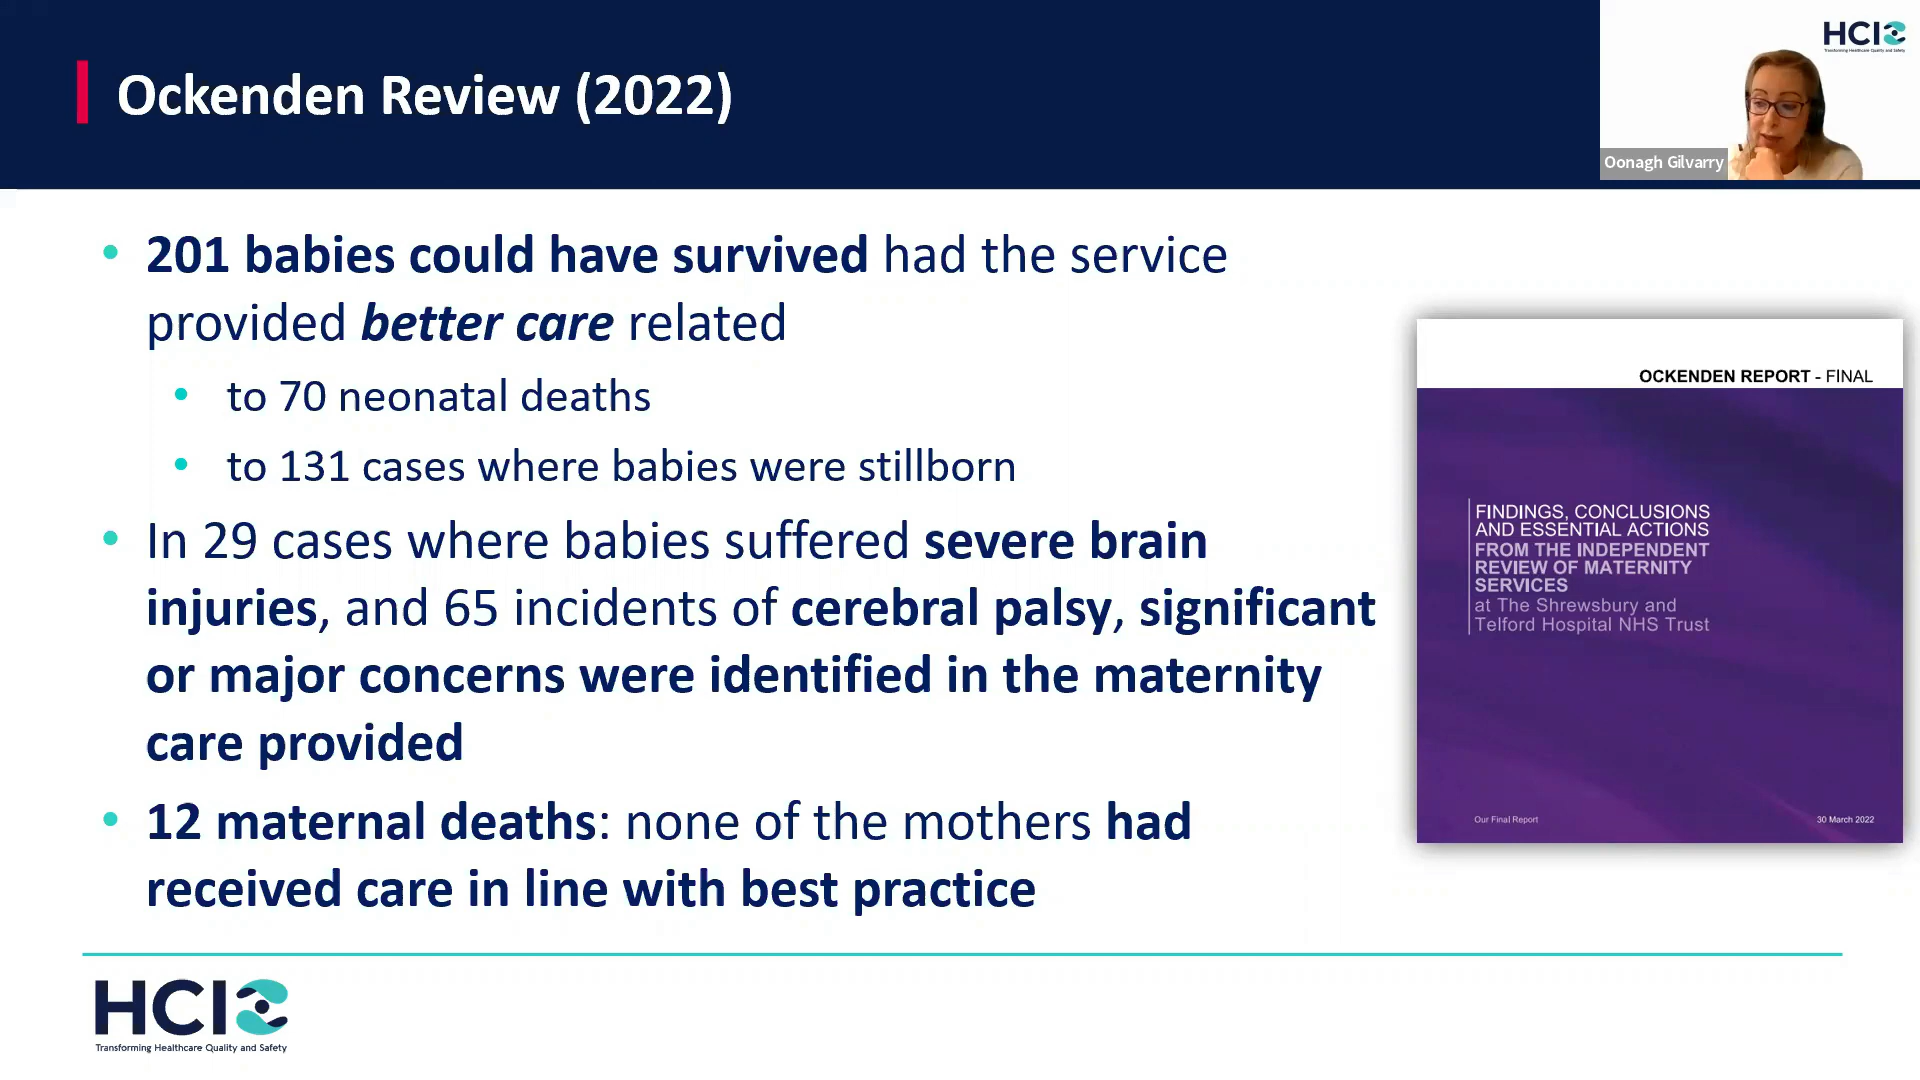 Ockenden Review (2022)
HCI
Transforming Healthcare Quality and Safety
Oonagh Gilvarry
• 201 babies could have survived had the service
provided better care related
• to 70 neonatal deaths
• to 131 cases where babies were stillborn
• In 29 cases where babies suffered severe brain
injuries, and 65 incidents of cerebral palsy, significant
or major concerns were identified in the maternity
care provided
• 12 maternal deaths: none of the mothers had
received care in line with best practice
OCKENDEN REPORT - FINAL
FINDINGS, CONCLUSIONS
AND ESSENTIAL ACTIONS
FROM THE INDEPENDENT
REVIEW OF MATERNITY
SERVICES
at The Shrewsbury and
Telford Hospital NHS Trust
Our Final Report
30 March 2022
HCI
Transforming Healthcare Quality and Safety